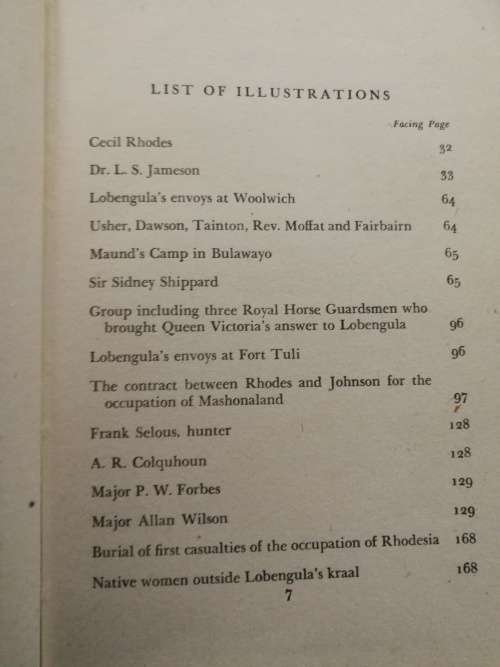 LIST OF ILLUSTRATIONS
Facing Page
Cecil Rhodes 32
Dr. L. S. Jameson 33
Lobengula's envoys at Woolwich 64
Usher, Dawson, Tainton, Rev. Moffat and Fairbairn 64
Maund's Camp in Bulawayo 65
Sir Sidney Shippard 65
Group including three Royal Horse Guardsmen who
brought Queen Victoria's answer to Lobengula 96
Lobengula's envoys at Fort Tuli 96
The contract between Rhodes and Johnson for the
occupation of Mashonaland 97
Frank Selous, hunter 128
A. R. Colquhoun 128
Major P. W. Forbes 129
Major Allan Wilson 129
Burial of first casualties of the occupation of Rhodesia 168
Native women outside Lobengula's kraal 168
7